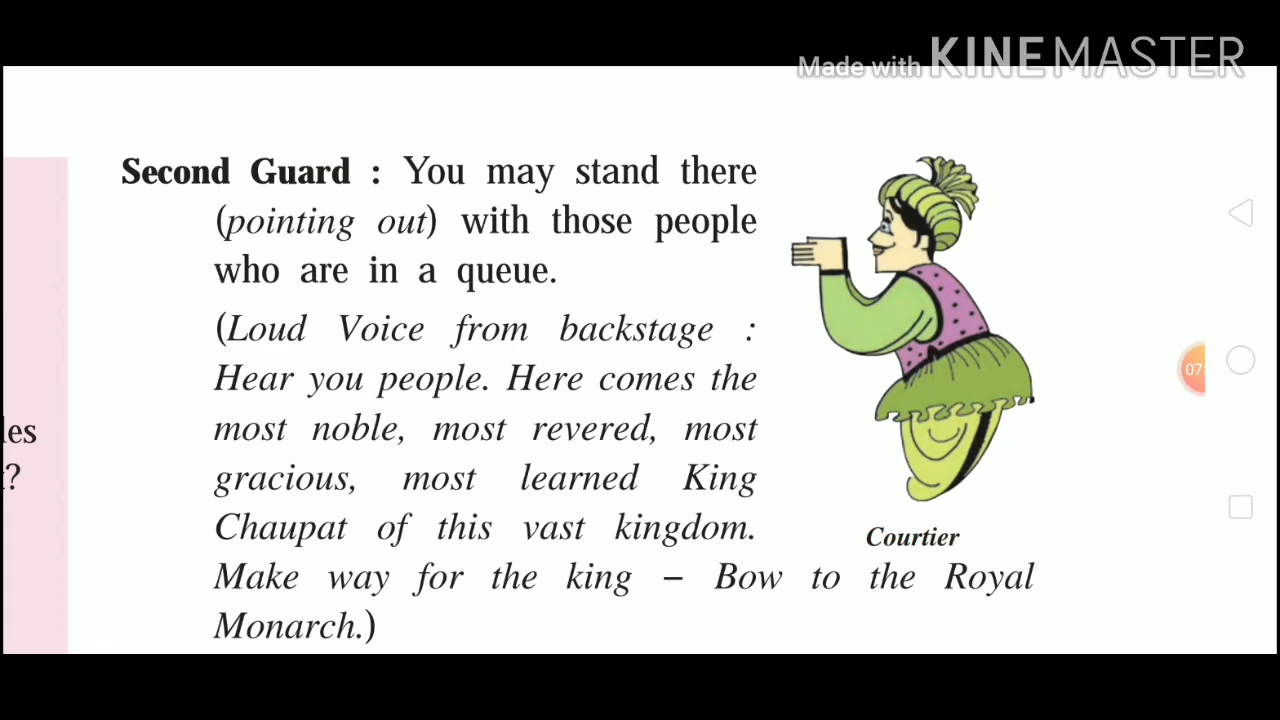 Made with KINEMASTER
Second Guard : You may stand there
(pointing out) with those people
who are in a queue.
(Loud Voice from backstage :
Hear you people. Here comes the
most noble, most revered, most
gracious, most learned King
Chaupat of this vast kingdom.
Courtier
Make way for the king – Bow to the Royal
Monarch.)
les
?
07: